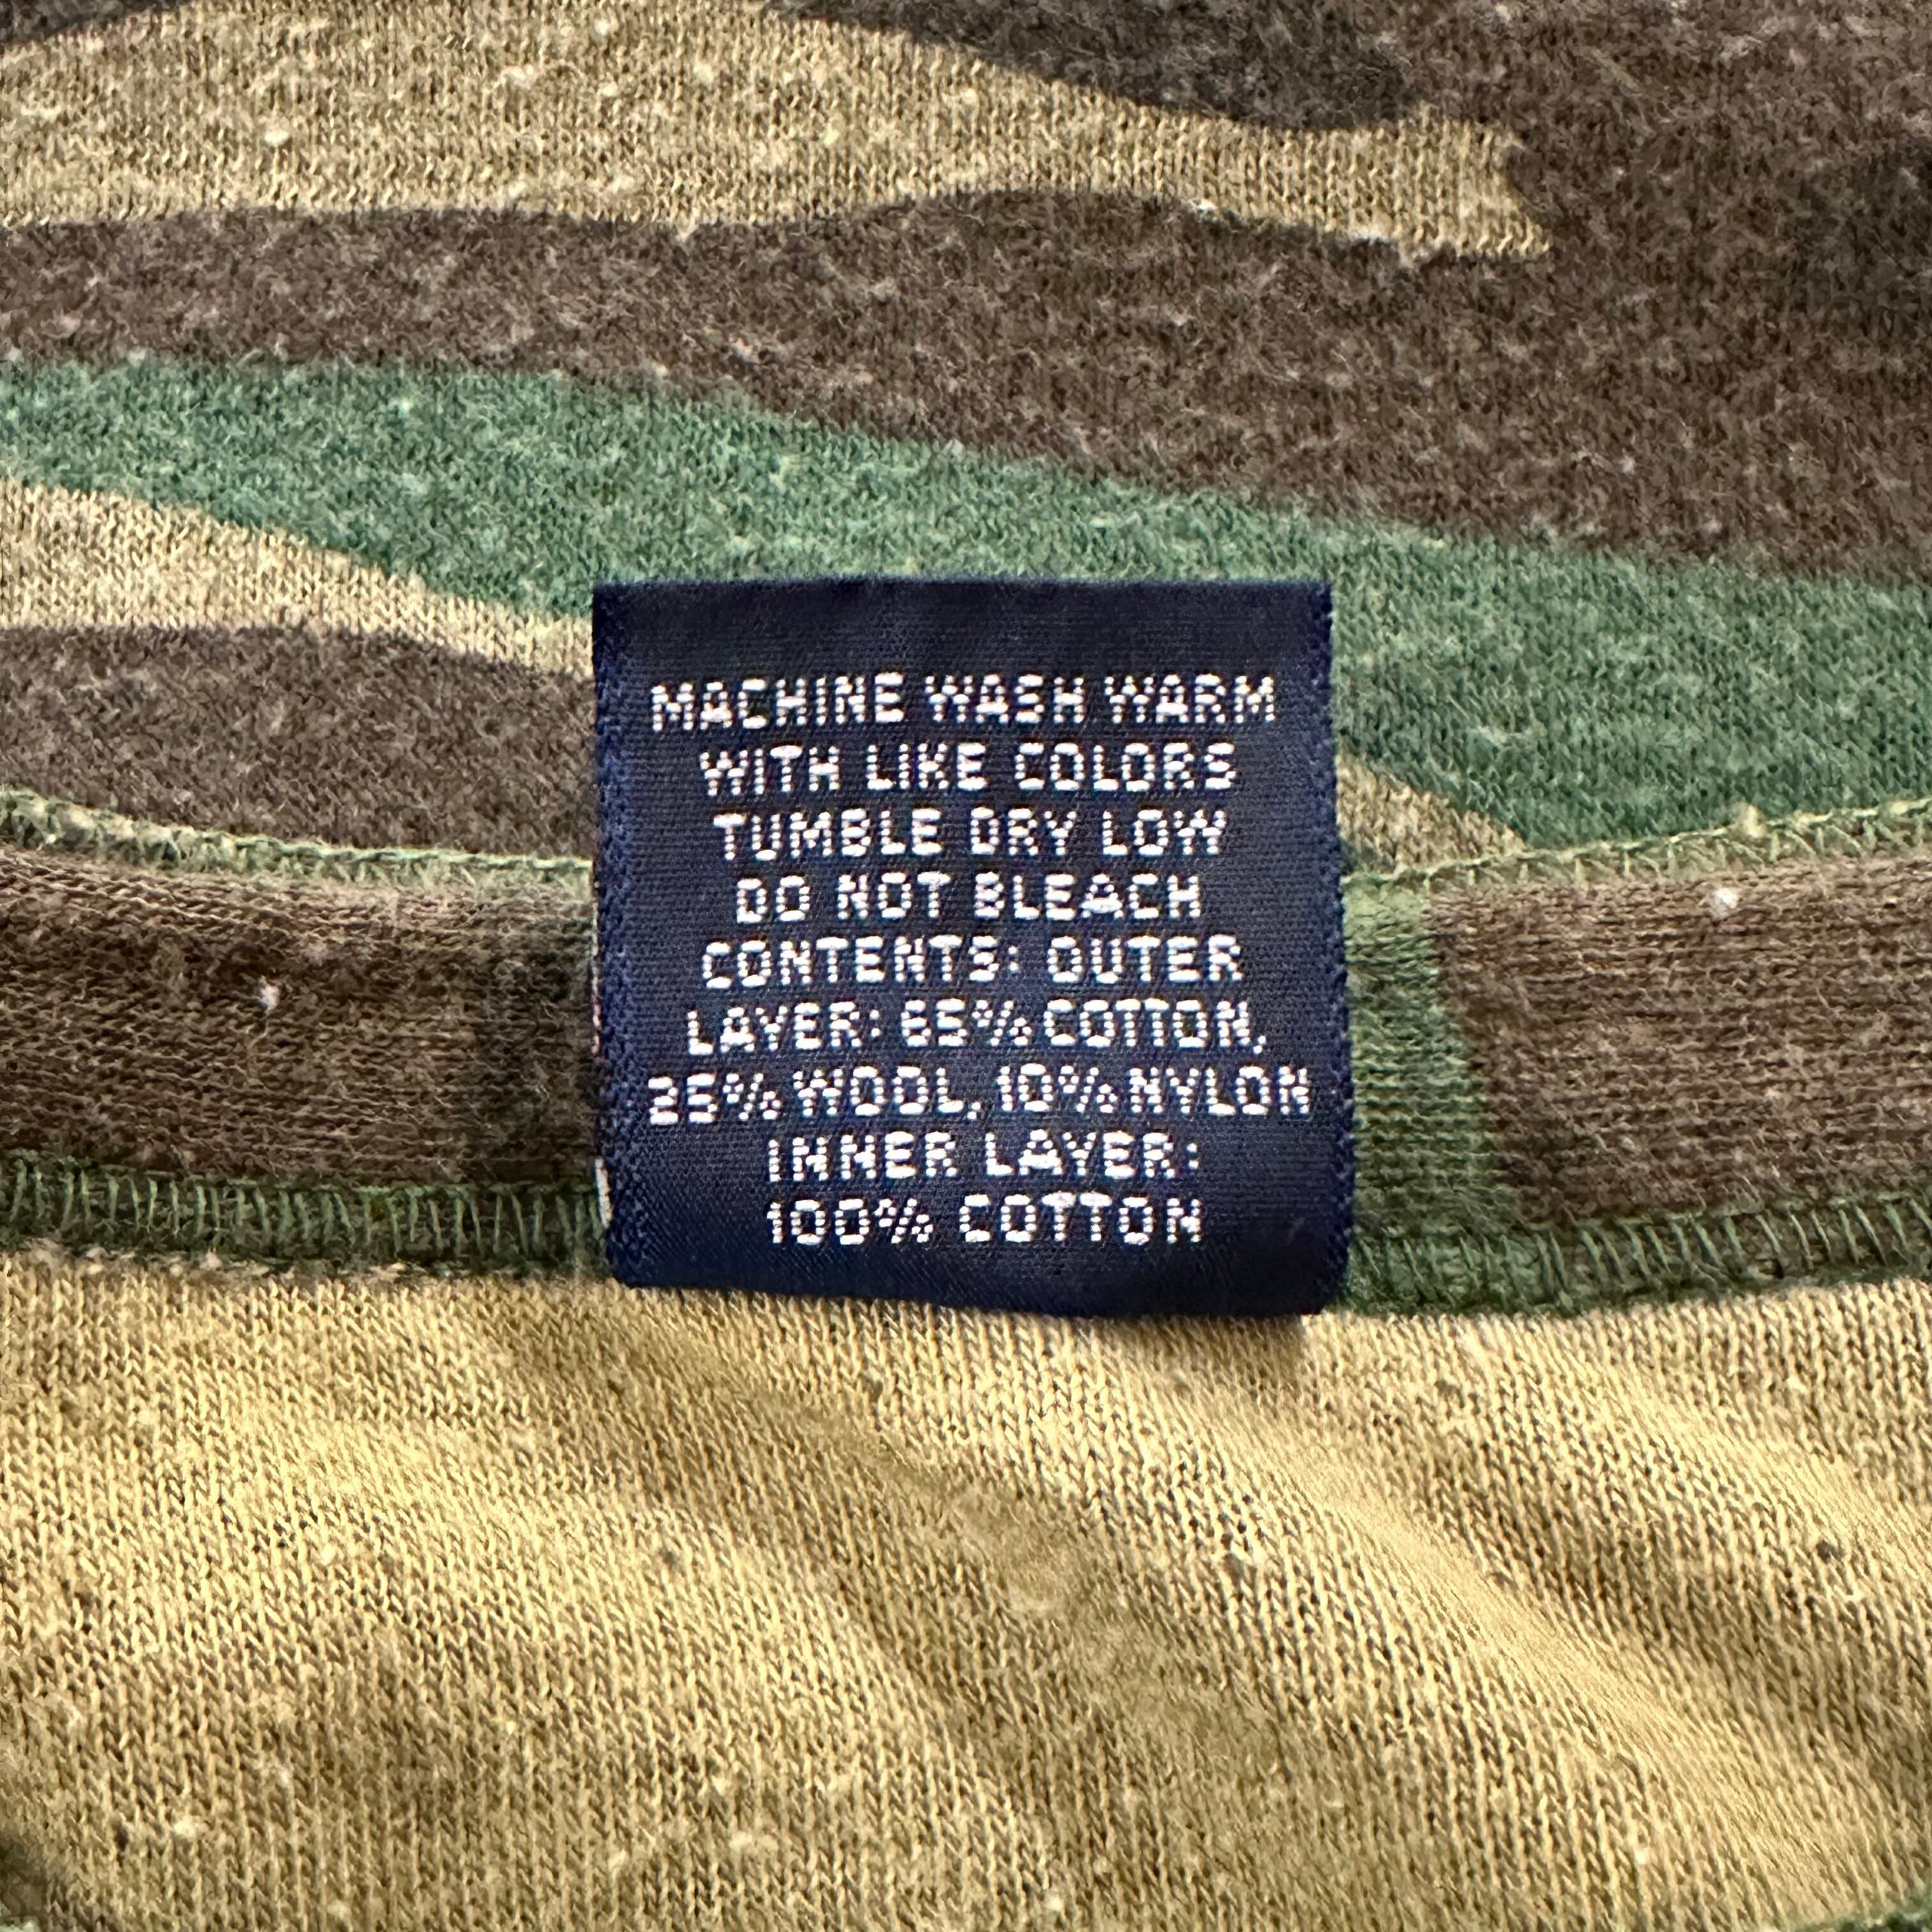 MACHINE WASH WARM
WITH LIKE COLORS
TUMBLE DRY LOW
DO NOT BLEACH
CONTENTS: OUTER
LAYER: 65% COTTON,
25% WOOL, 10% NYLON
INNER LAYER:
100% COTTON